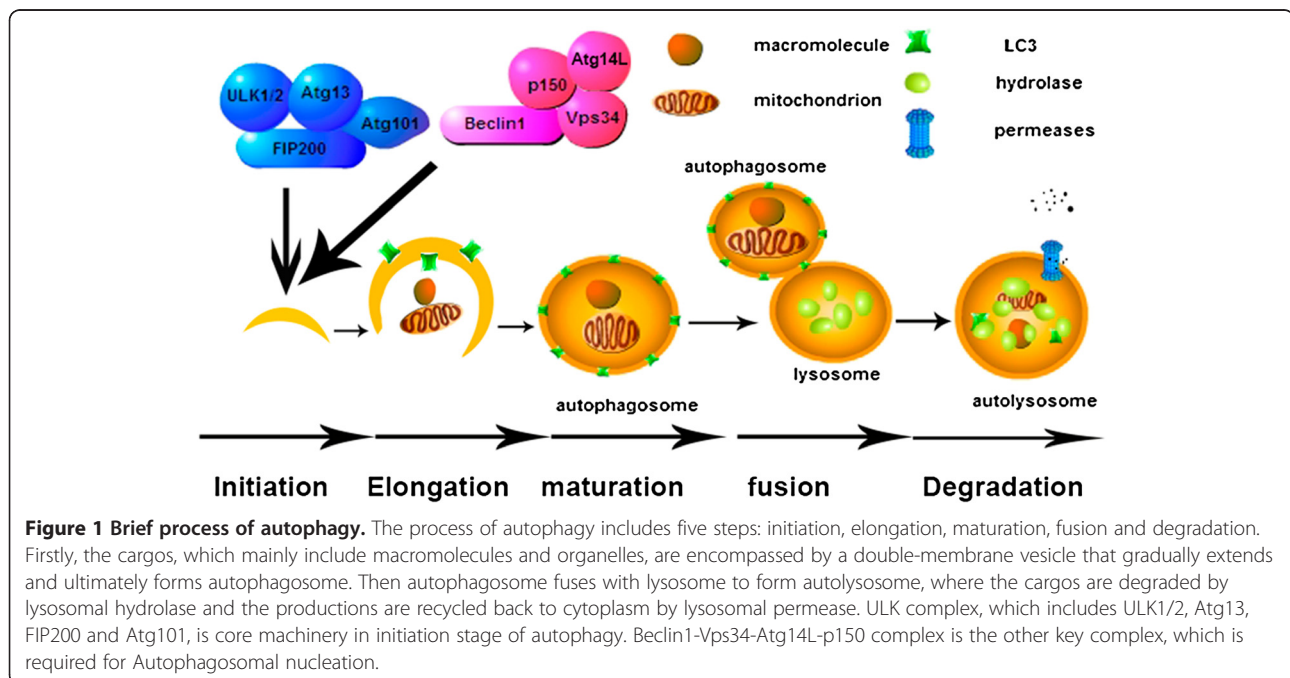 ULK1/2
Atg13
Atg101
FIP200
Atg14L
p150
Beclin1
Vps34
macromolecule
mitochondrion
LC3
hydrolase
permeases
autophagosome
autophagosome
lysosome
autolysosome
Initiation Elongation maturation fusion Degradation
Figure 1 Brief process of autophagy. The process of autophagy includes five steps: initiation, elongation, maturation, fusion and degradation.
Firstly, the cargos, which mainly include macromolecules and organelles, are encompassed by a double-membrane vesicle that gradually extends
and ultimately forms autophagosome. Then autophagosome fuses with lysosome to form autolysosome, where the cargos are degraded by
lysosomal hydrolase and the productions are recycled back to cytoplasm by lysosomal permease. ULK complex, which includes ULK1/2, Atg13,
FIP200 and Atg101, is core machinery in initiation stage of autophagy. Beclin1-Vps34-Atg14L-p150 complex is the other key complex, which is
required for Autophagosomal nucleation.